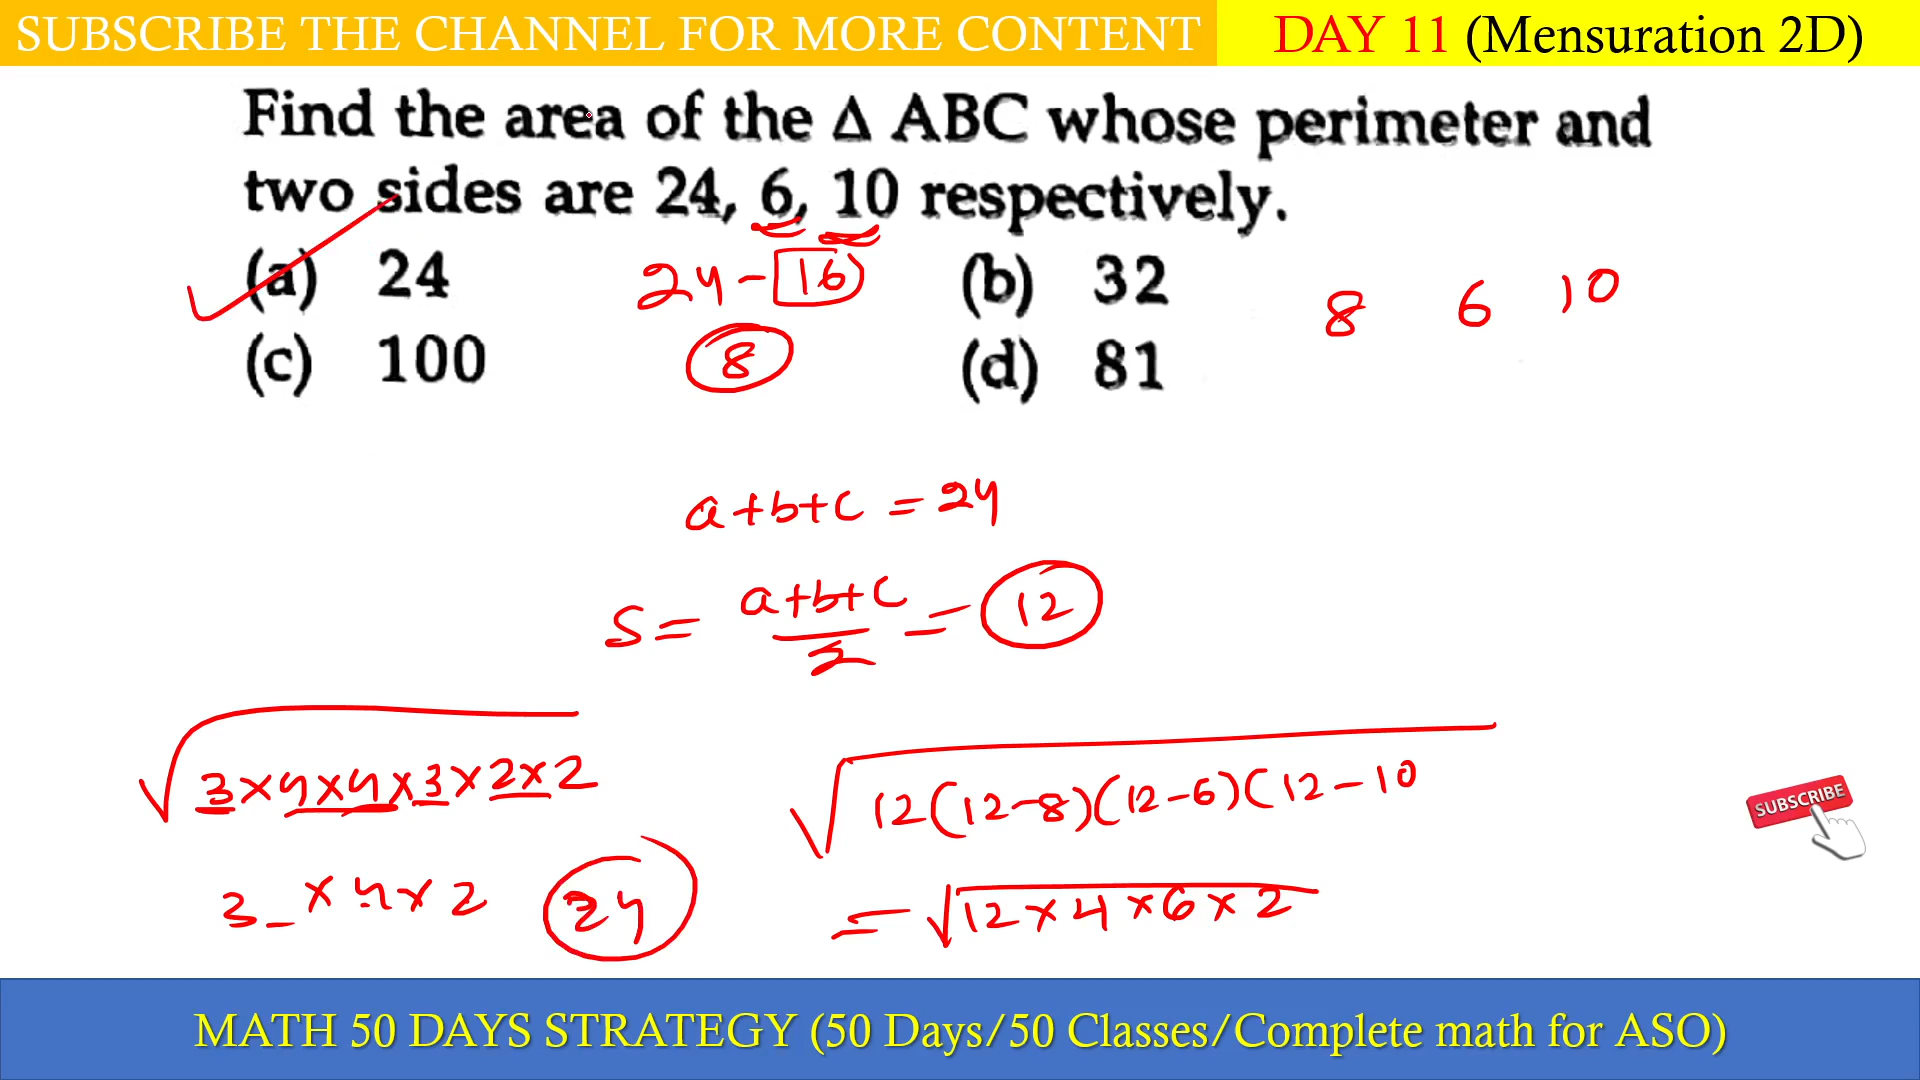 SUBSCRIBE THE CHANNEL FOR MORE CONTENT
DAY 11 (Mensuration 2D)
Find the area of the Δ ABC whose perimeter and
two sides are 24, 6, 10 respectively.
(a) 24
(b) 32
(c) 100
(d) 81
24 - 16
8
8 6 10
a+b+c = 24
S = a+b+c/2 = 12
√3×4×4×3×2×2
3 × 4 × 2 24
√12(12-8)(12-6)(12-10
= √12×4×6×2
SUBSCRIBE
MATH 50 DAYS STRATEGY (50 Days/50 Classes/Complete math for ASO)